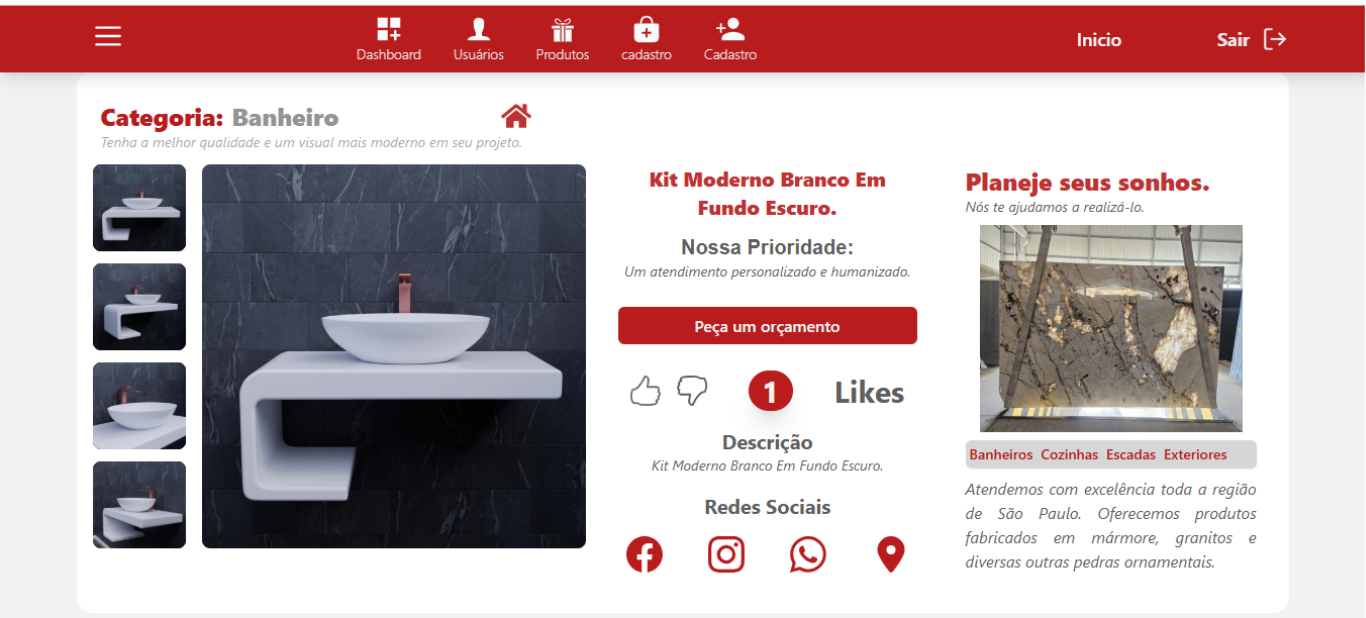 Dashboard
Usuários
Produtos
cadastro
Cadastro
Inicio
Sair
Categoria: Banheiro
Tenha a melhor qualidade e um visual mais moderno em seu projeto.
Kit Moderno Branco Em
Fundo Escuro.
Nossa Prioridade:
Um atendimento personalizado e humanizado.
Peça um orçamento
1
Likes
Descrição
Kit Moderno Branco Em Fundo Escuro.
Redes Sociais
Planeje seus sonhos.
Nós te ajudamos a realizá-lo.
Banheiros Cozinhas Escadas Exteriores
Atendemos com excelência toda a região
de São Paulo. Oferecemos produtos
fabricados em mármore, granitos e
diversas outras pedras ornamentais.